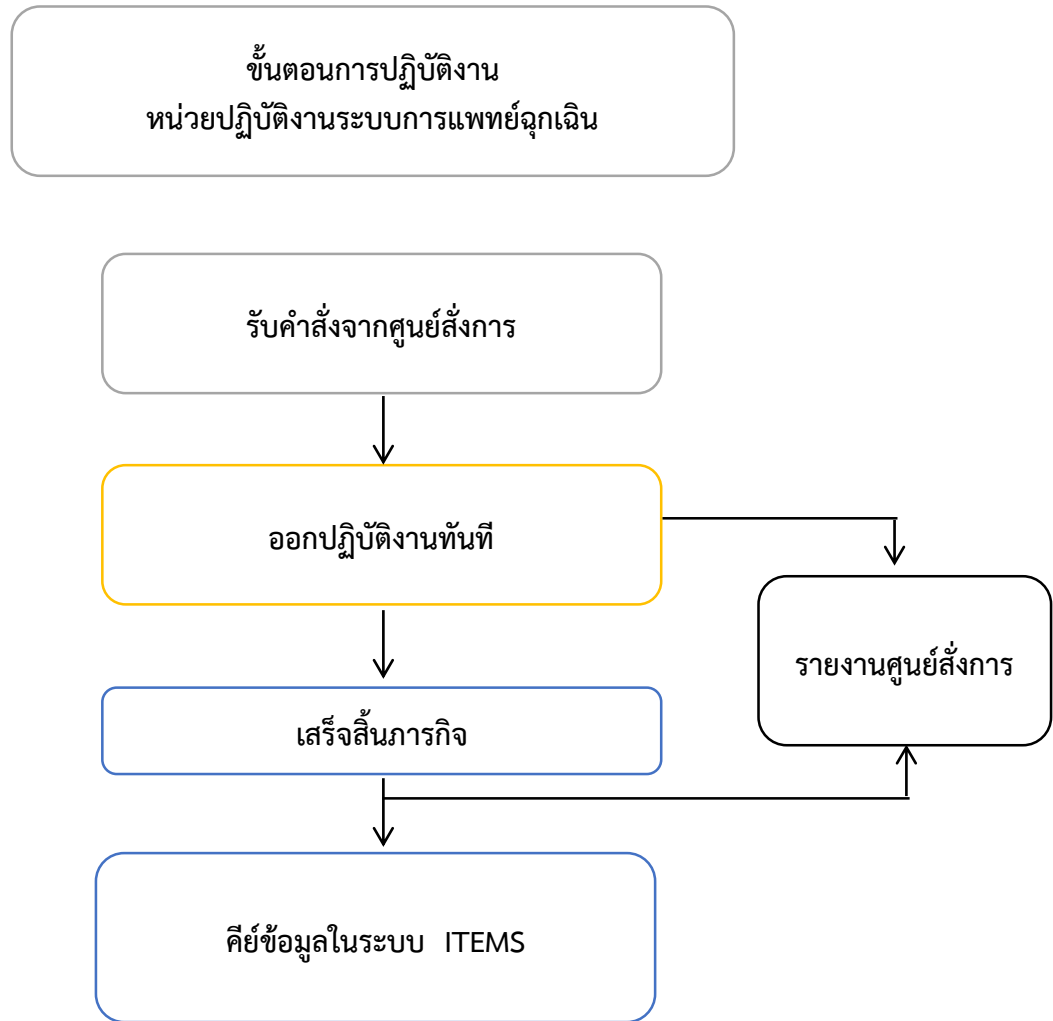 ขั้นตอนการปฏิบัติงาน
หน่วยปฏิบัติงานระบบการแพทย์ฉุกเฉิน
รับคำสั่งจากศูนย์สั่งการ
ออกปฏิบัติงานทันที
รายงานศูนย์สั่งการ
เสร็จสิ้นภารกิจ
คีย์ข้อมูลในระบบ ITEMS